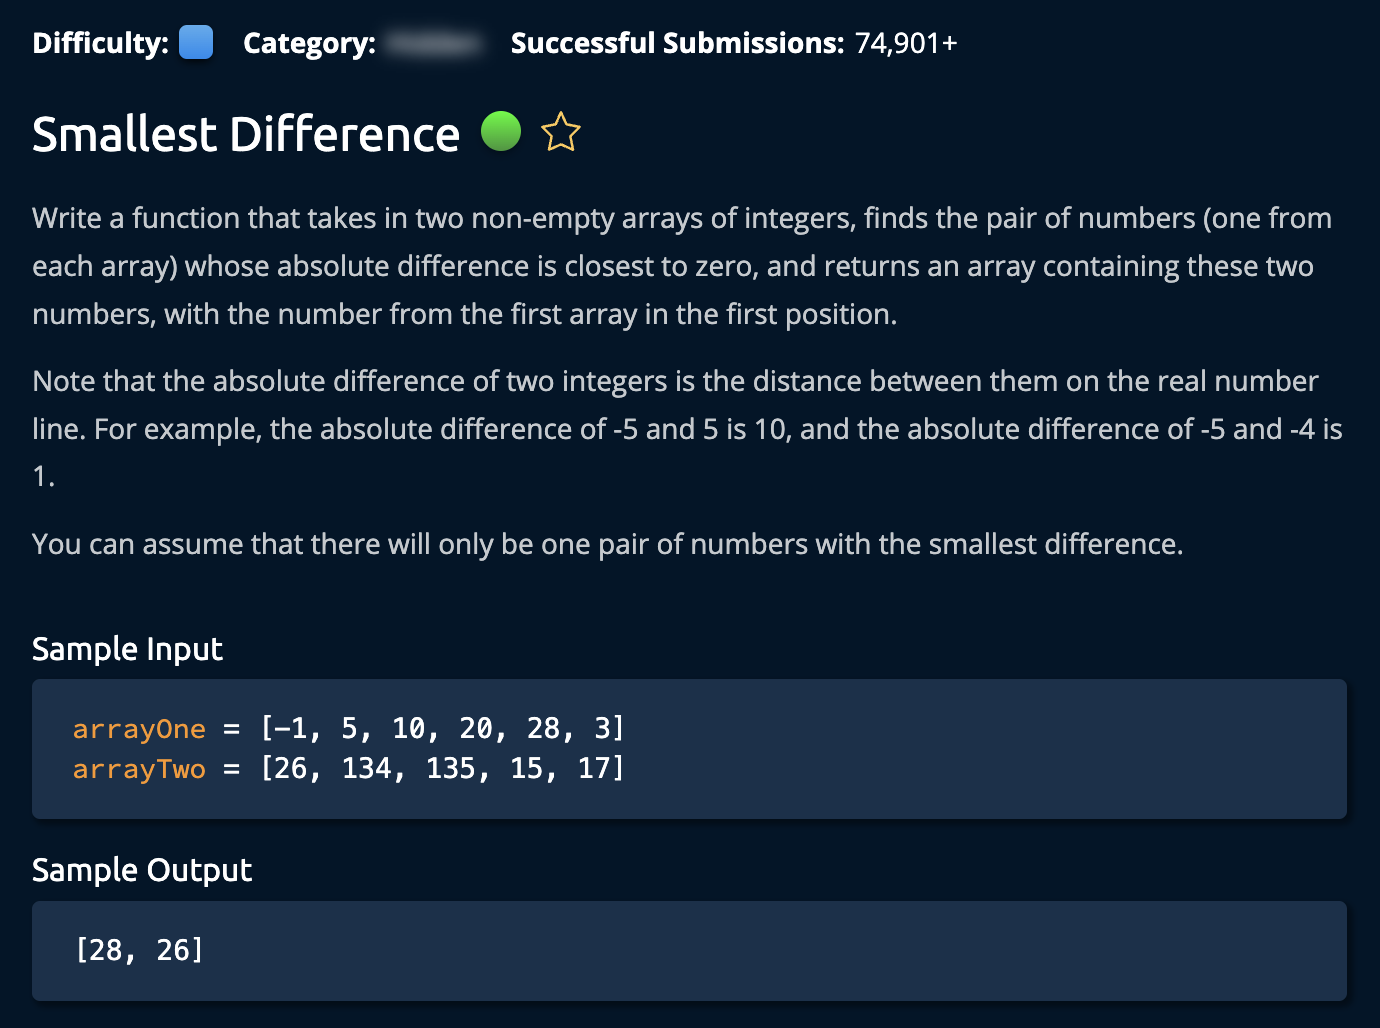 Difficulty: Category: Successful Submissions: 74,901+
Smallest Difference
Write a function that takes in two non-empty arrays of integers, finds the pair of numbers (one from
each array) whose absolute difference is closest to zero, and returns an array containing these two
numbers, with the number from the first array in the first position.
Note that the absolute difference of two integers is the distance between them on the real number
line. For example, the absolute difference of -5 and 5 is 10, and the absolute difference of -5 and -4 is
1.
You can assume that there will only be one pair of numbers with the smallest difference.
Sample Input
arrayOne = [-1, 5, 10, 20, 28, 3]
arrayTwo = [26, 134, 135, 15, 17]
Sample Output
[28, 26]